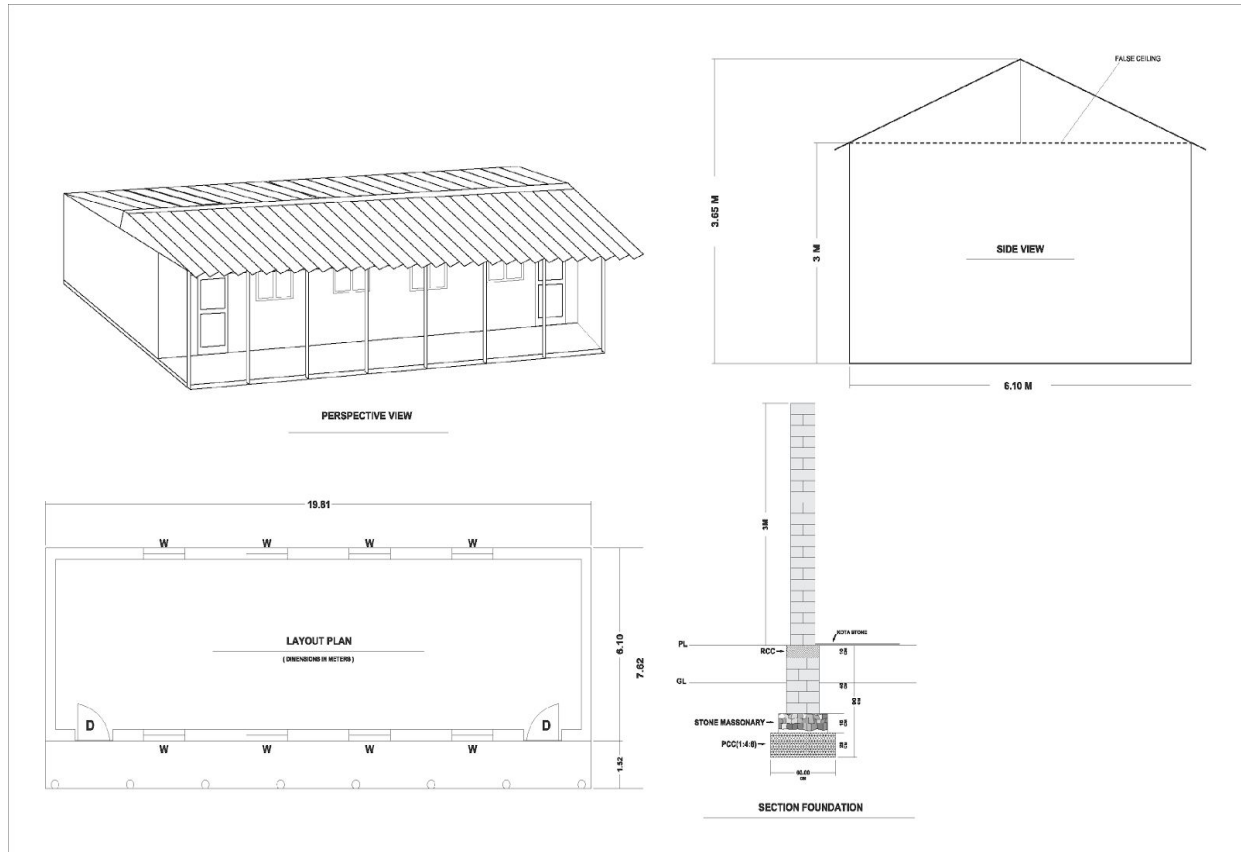 FALSE CEILING
3.65 M
3 M
SIDE VIEW
6.10 M
PERSPECTIVE VIEW
19.81
W W W W
LAYOUT PLAN
( DIMENSIONS IN METERS )
6.10
7.62
D D
W W W W
1.52
3M
KOTA STONE
PL
RCC
GL
STONE MASSONARY
PCC(1:4:8)
SECTION FOUNDATION